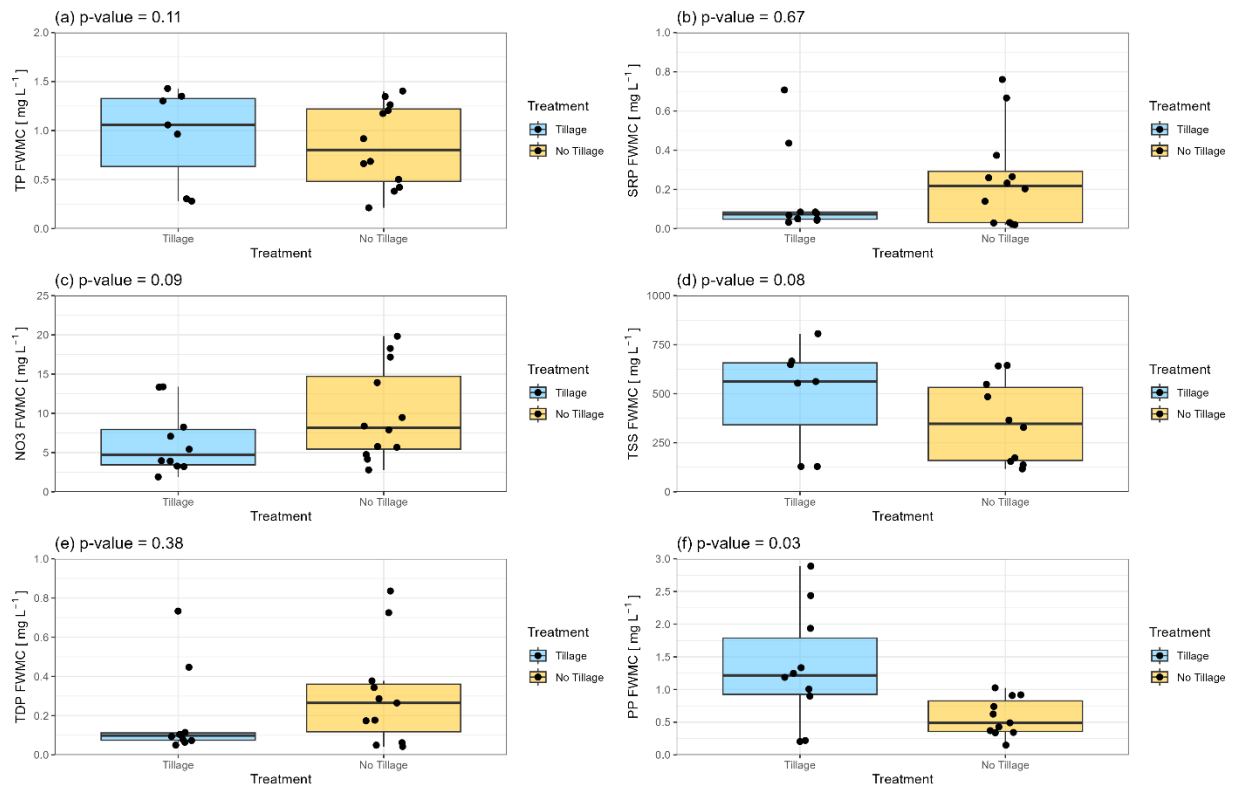 (a) p-value = 0.11
TP FWMC [ mg L⁻¹ ]
2.0
1.5
1.0
0.5
0.0
Tillage
No Tillage
Treatment
Treatment
Tillage
No Tillage
(b) p-value = 0.67
SRP FWMC [ mg L⁻¹ ]
1.0
0.8
0.6
0.4
0.2
0.0
Tillage
No Tillage
Treatment
Treatment
Tillage
No Tillage
(c) p-value = 0.09
NO3 FWMC [ mg L⁻¹ ]
25
20
15
10
5
0
Tillage
No Tillage
Treatment
Treatment
Tillage
No Tillage
(d) p-value = 0.08
TSS FWMC [ mg L⁻¹ ]
1000
750
500
250
0
Tillage
No Tillage
Treatment
Treatment
Tillage
No Tillage
(e) p-value = 0.38
TDP FWMC [ mg L⁻¹ ]
1.0
0.8
0.6
0.4
0.2
0.0
Tillage
No Tillage
Treatment
Treatment
Tillage
No Tillage
(f) p-value = 0.03
PP FWMC [ mg L⁻¹ ]
3.0
2.5
2.0
1.5
1.0
0.5
0.0
Tillage
No Tillage
Treatment
Treatment
Tillage
No Tillage